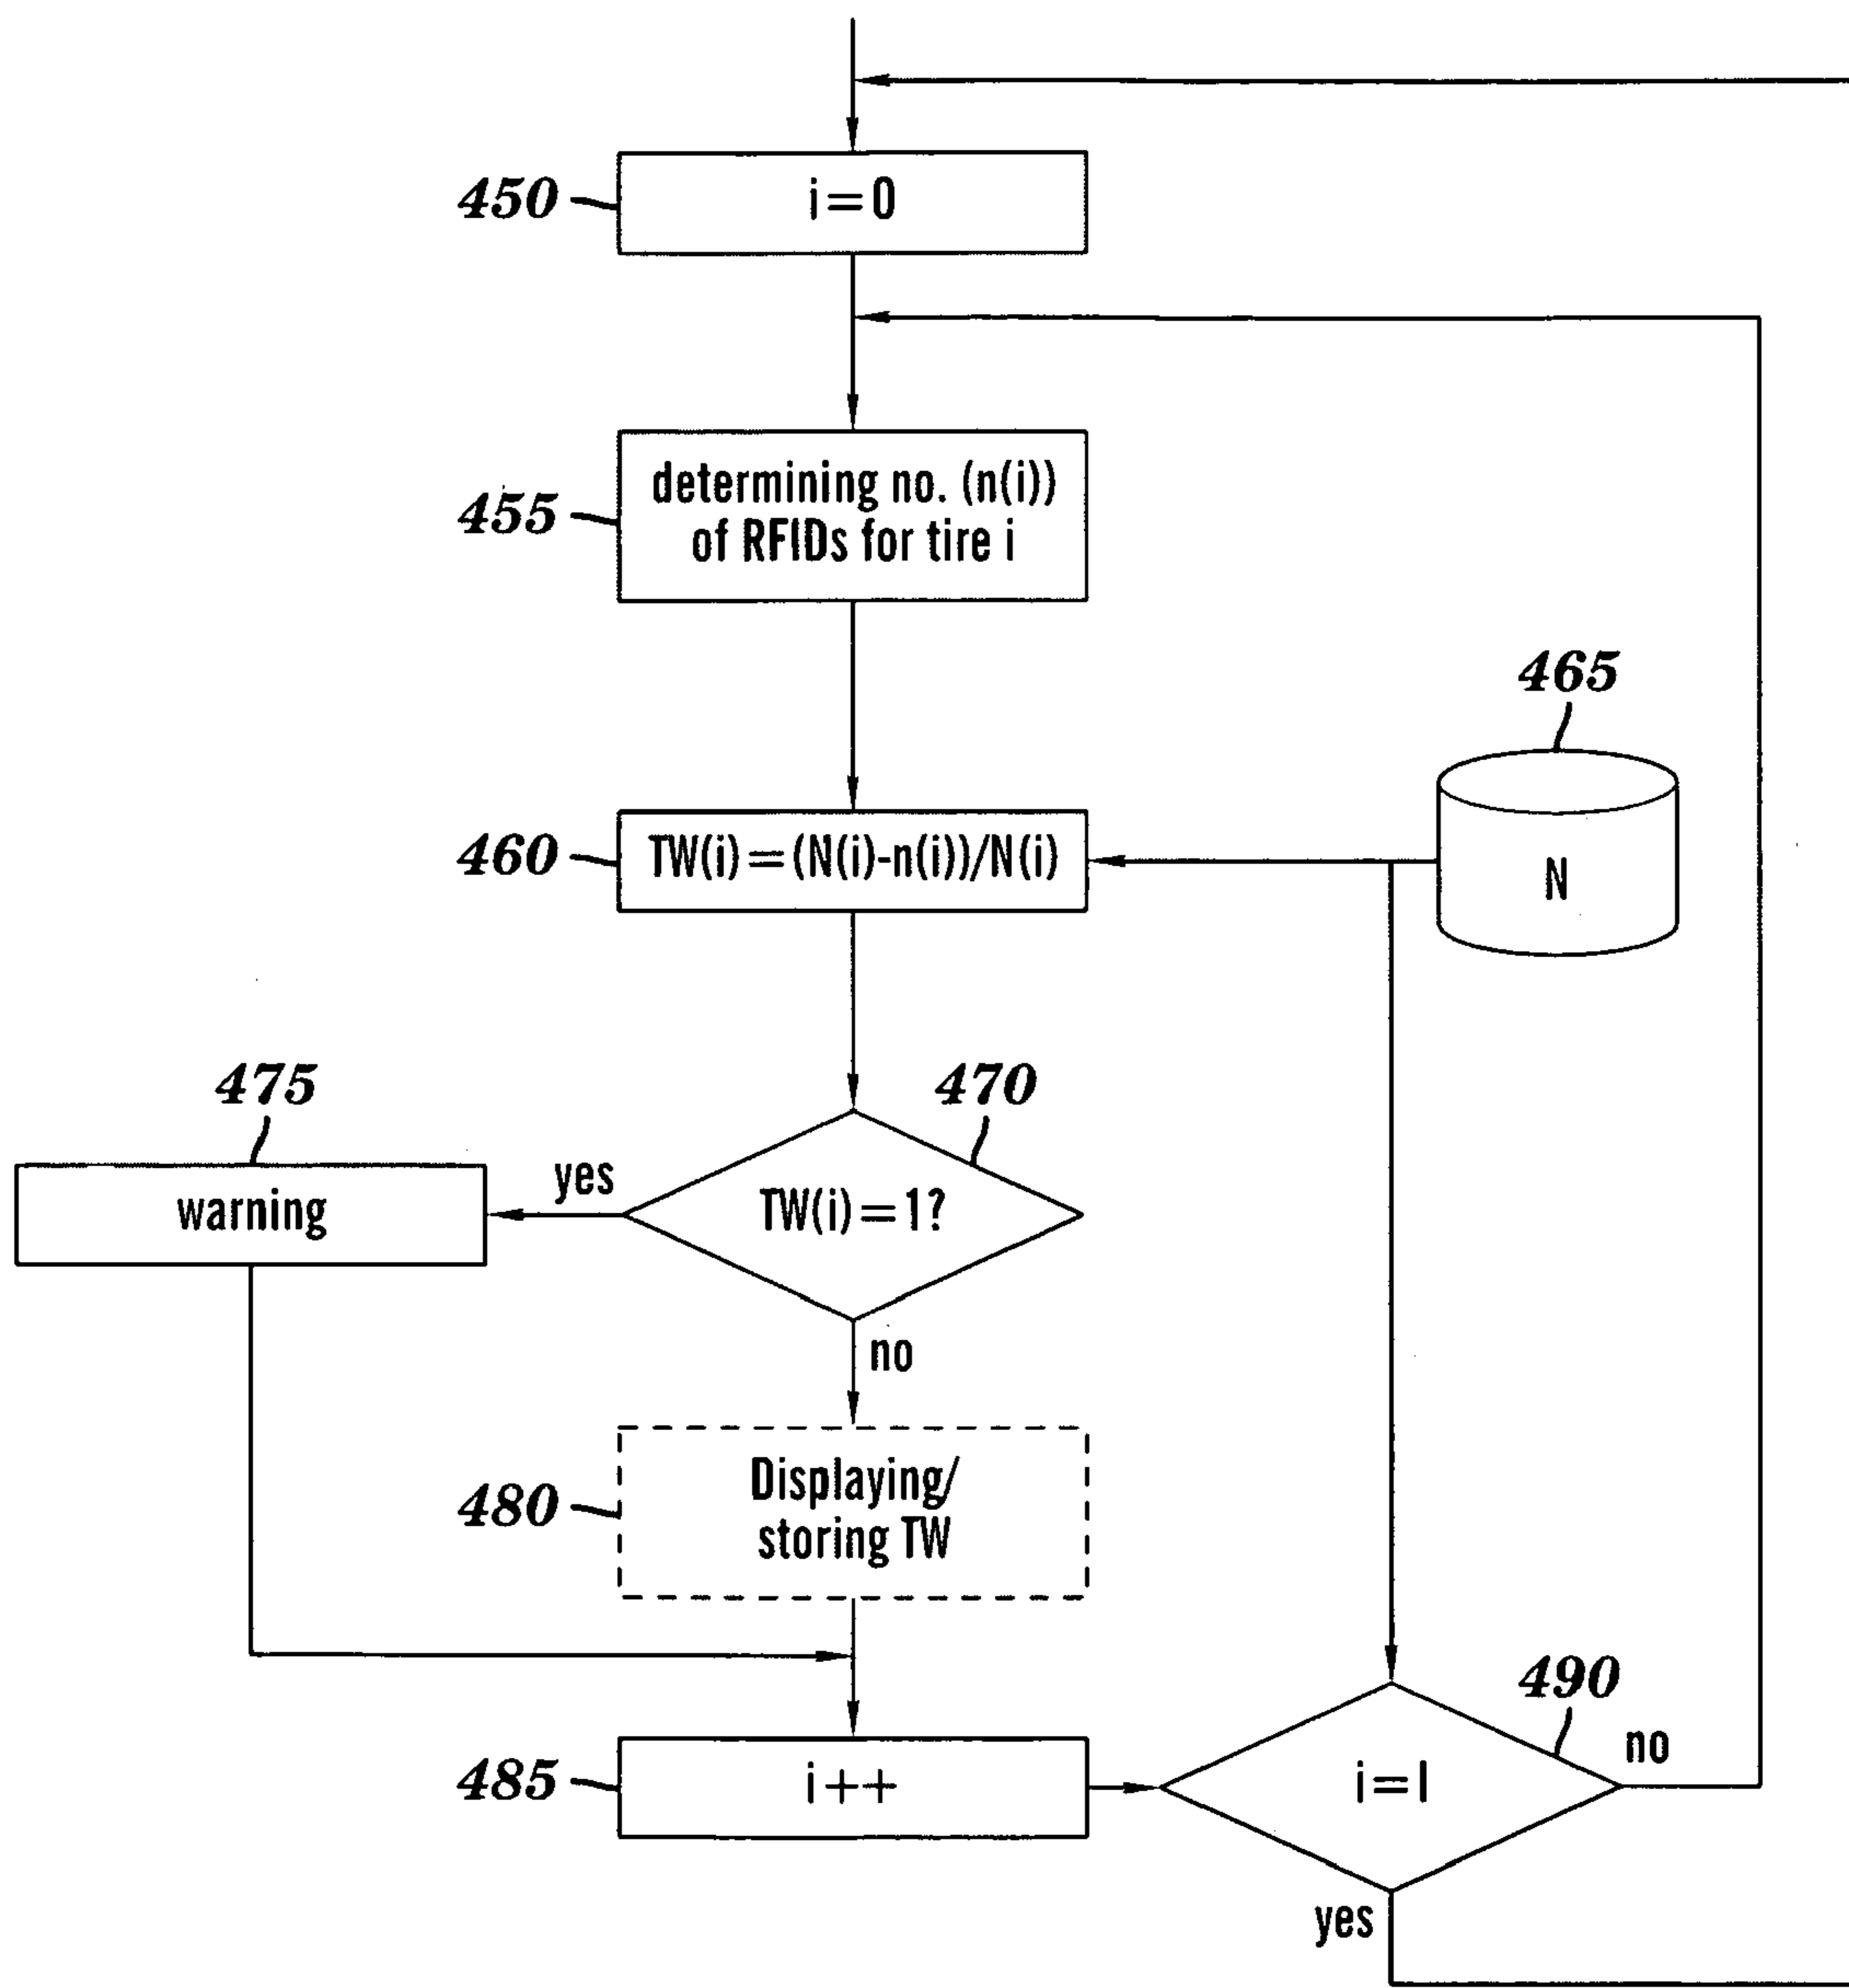 450
i=0
455
determining no. (n(i))
of RFIDs for tire i
465
460
TW(i)=(N(i)-n(i))/N(i)
N
475
470
warning
yes
TW(i)=1?
no
480
Displaying/
storing TW
490
no
485
i++
i=I
yes